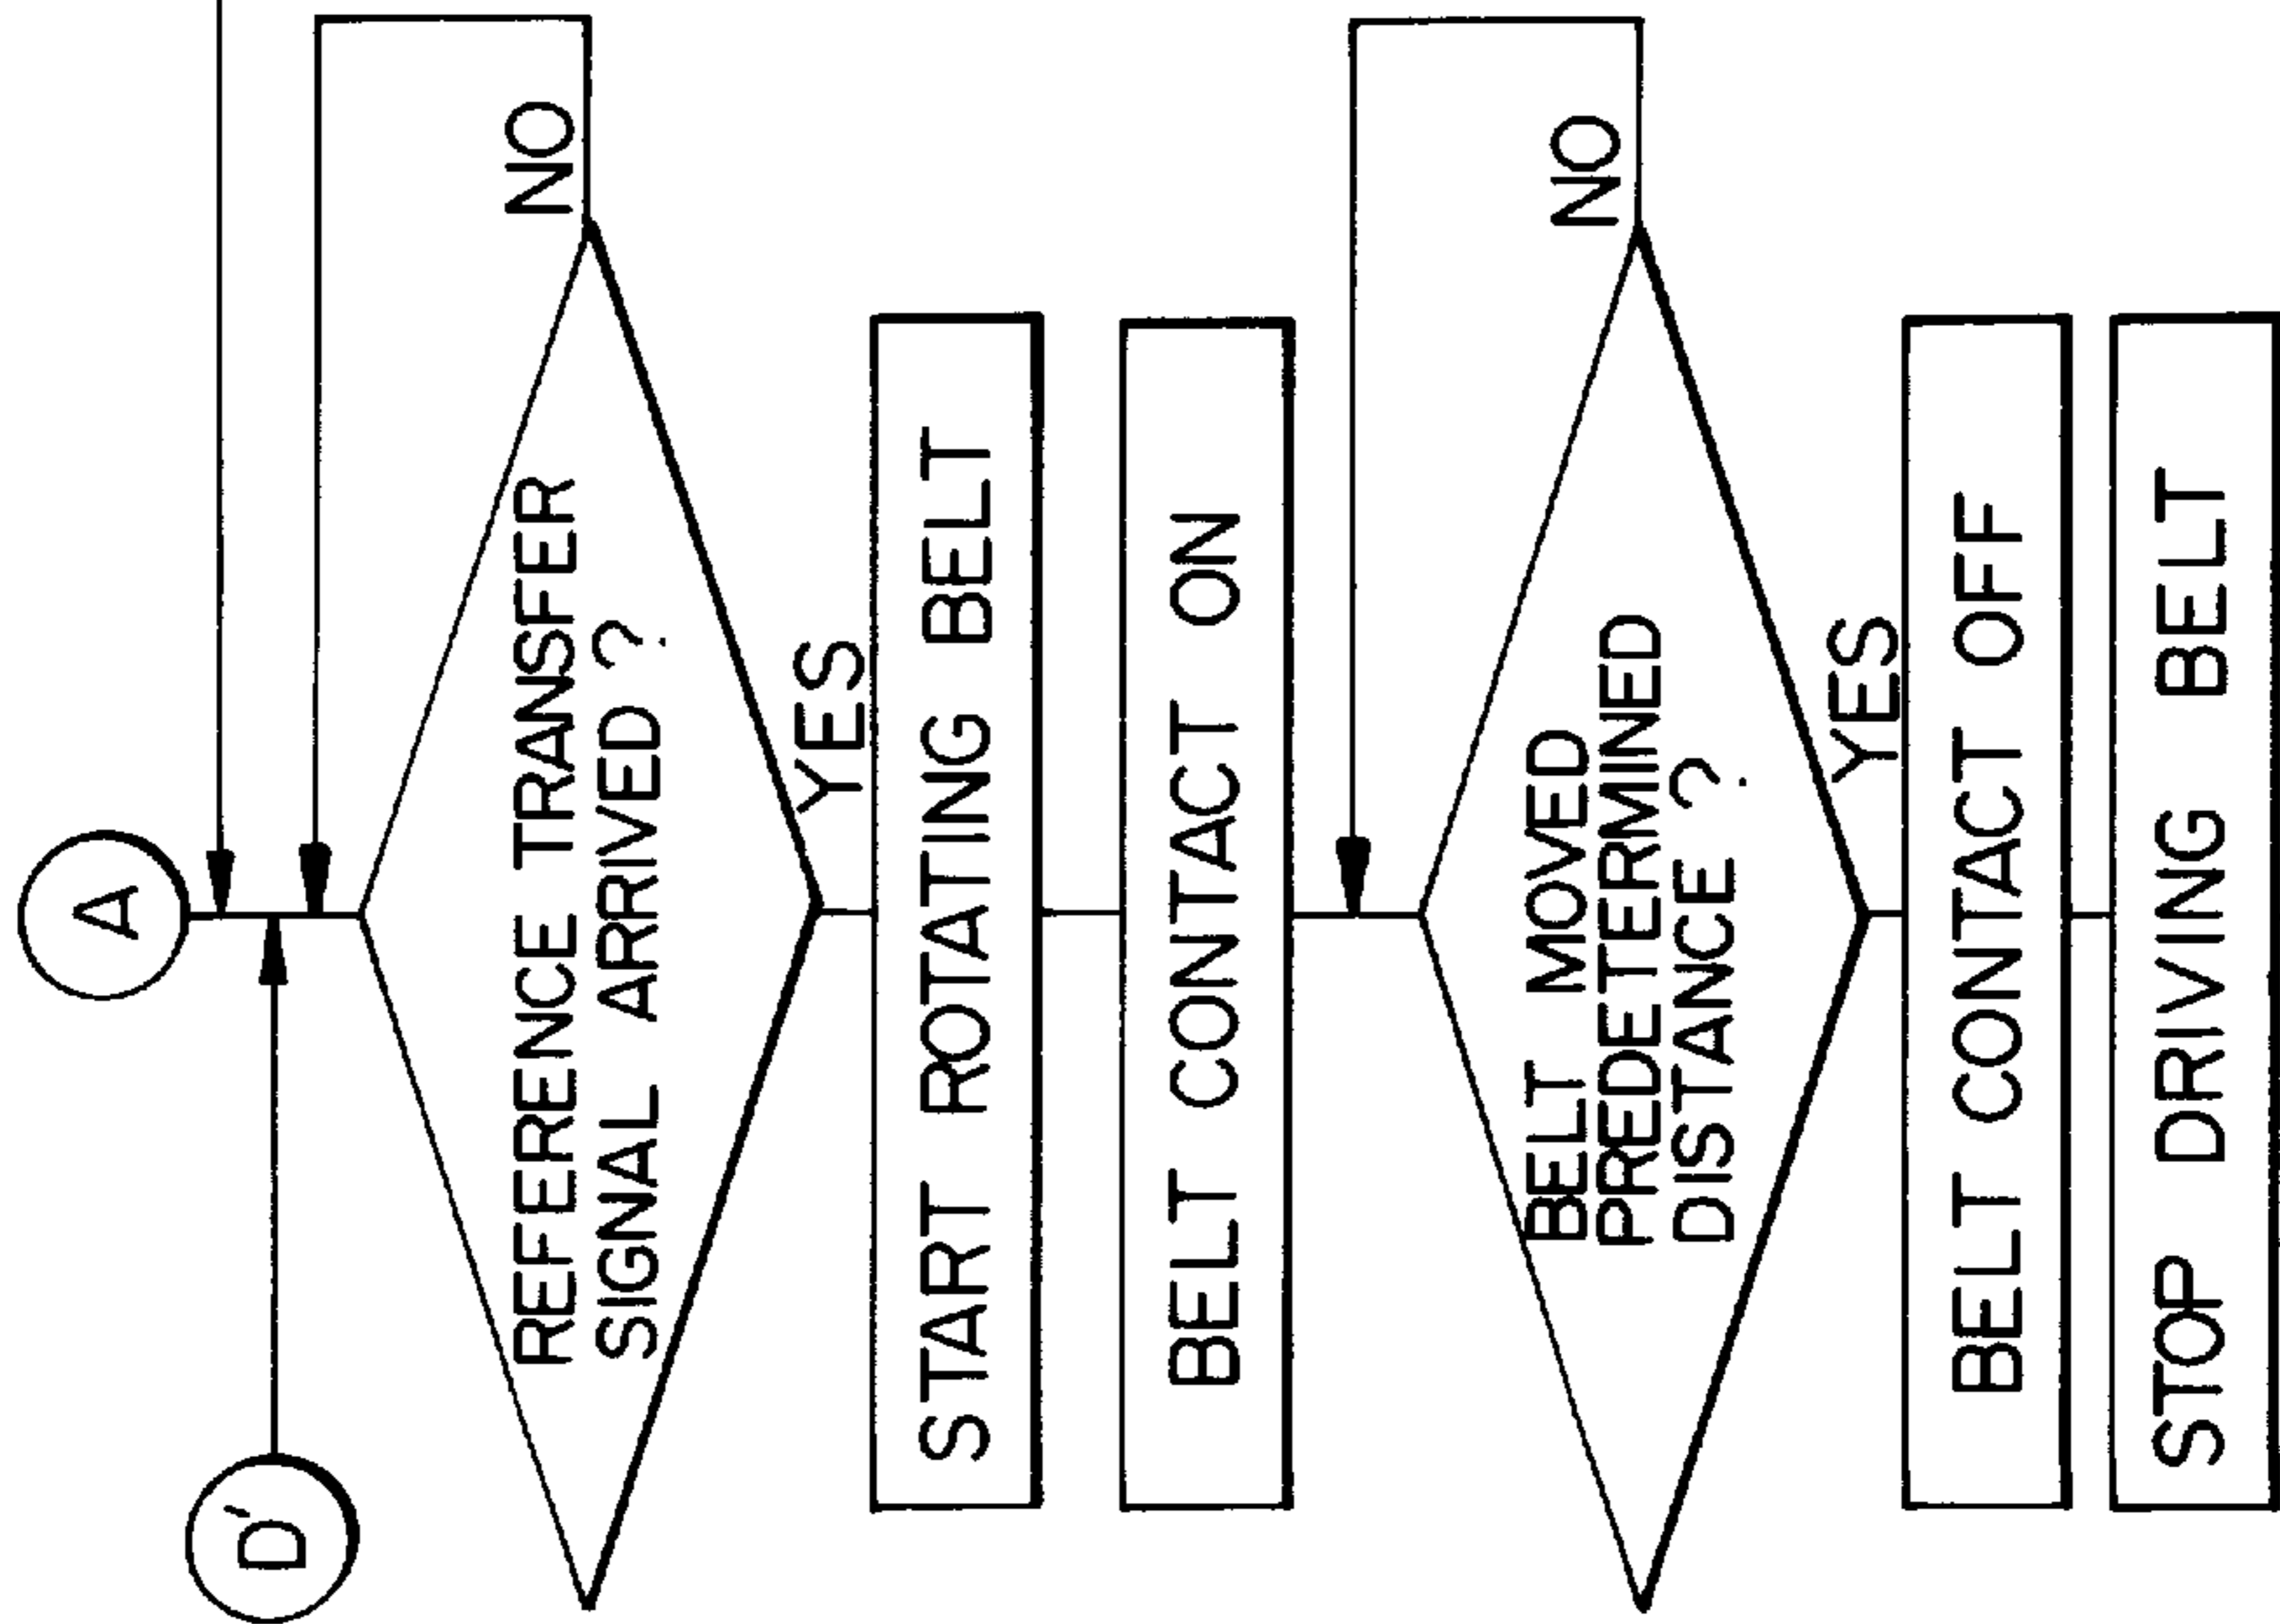 A
D'
REFERENCE TRANSFER
SIGNAL ARRIVED ?
NO
YES
START ROTATING BELT
BELT CONTACT ON
BELT MOVED
PREDETERMINED
DISTANCE ?
NO
YES
BELT CONTACT OFF
STOP DRIVING BELT